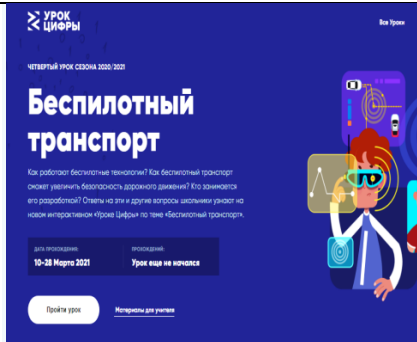 УРОК
ЦИФРЫ
Все Уроки
ЧЕТВЕРТЫЙ УРОК СЕЗОНА 2020/2021
Беспилотный
транспорт
Как работают беспилотные технологии? Как беспилотный транспорт
сможет увеличить безопасность дорожного движения? Кто занимается
его разработкой? Ответы на эти и другие вопросы школьники узнают на
новом интерактивном «Уроке Цифры» по теме «Беспилотный транспорт».
ДАТА ПРОХОЖДЕНИЯ:
10-28 Марта 2021
ПРОХОЖДЕНИЙ:
Урок еще не начался
Пройти урок
Материалы для учителя